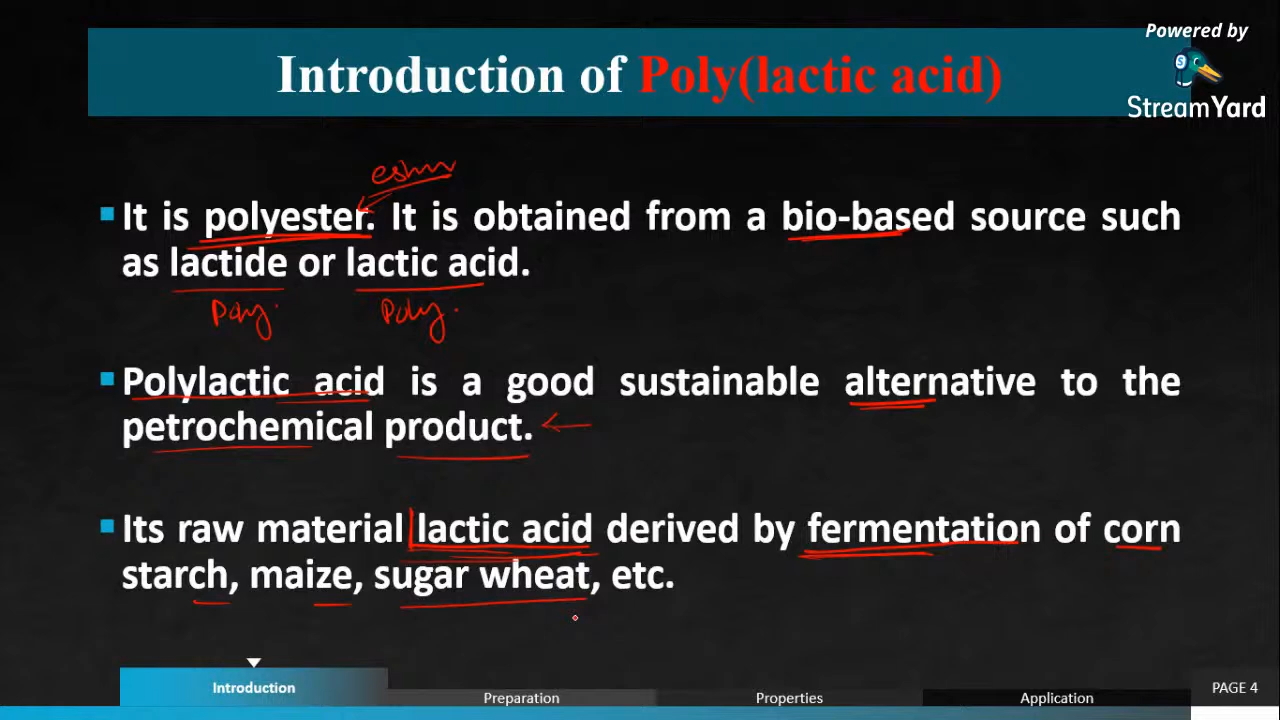 Powered by
StreamYard
Introduction of Poly(lactic acid)
It is polyester. It is obtained from a bio-based source such
as lactide or lactic acid.
Poly. Poly.
Polylactic acid is a good sustainable alternative to the
petrochemical product.
Its raw material lactic acid derived by fermentation of corn
starch, maize, sugar wheat, etc.
Introduction
Preparation
Properties
Application
PAGE 4